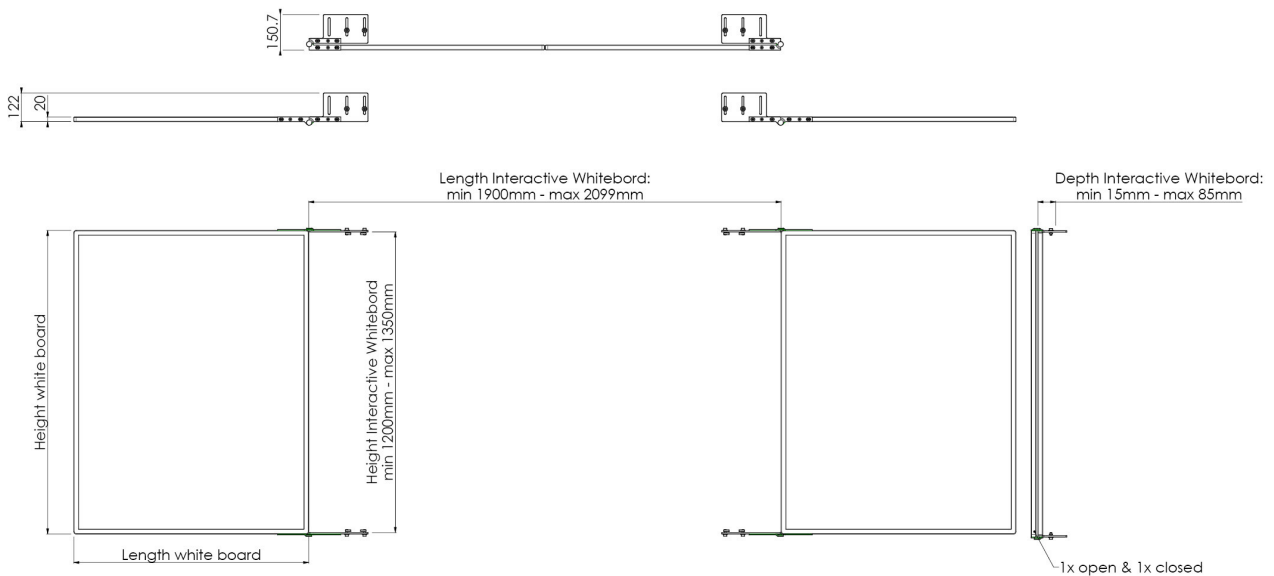 150.7
122
20
Length Interactive Whitebord:
min 1900mm - max 2099mm
Depth Interactive Whitebord:
min 15mm - max 85mm
Height white board
Height Interactive Whitebord
min 1200mm - max 1350mm
Length white board
1x open & 1x closed